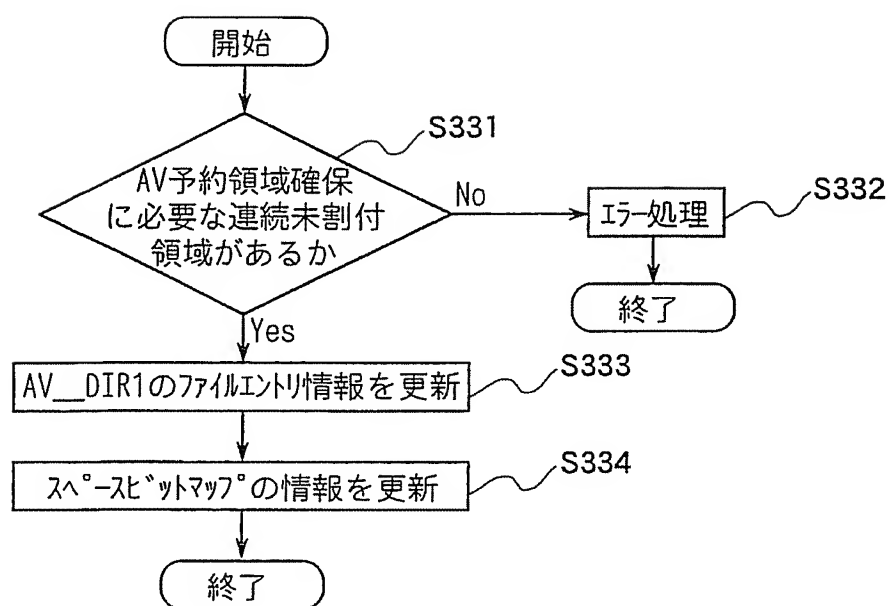 開始
S331
AV予約領域確保
に必要な連続未割付
領域があるか
No
エラー処理
S332
終了
Yes
AV__DIR1のファイルエントリ情報を更新
S333
スペースビットマップの情報を更新
S334
終了